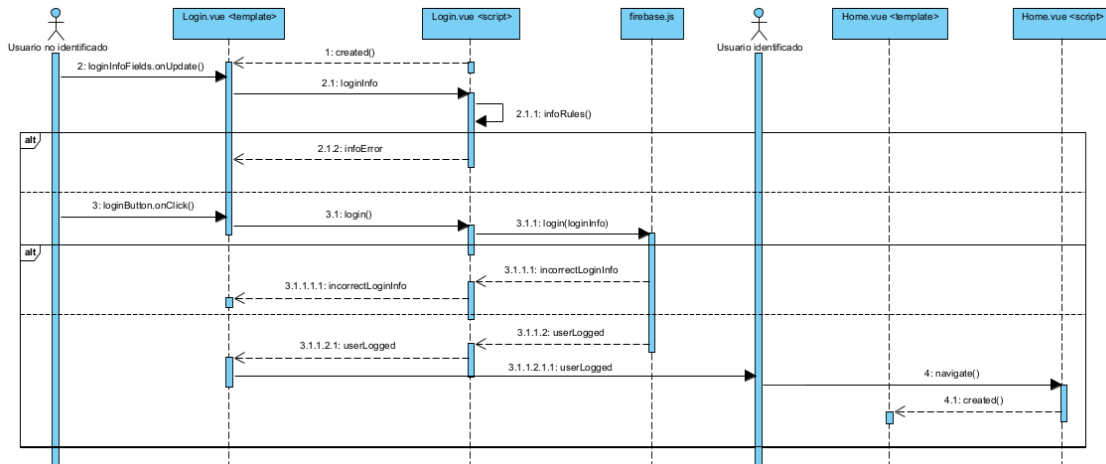 Login.vue <template>
Login.vue <script>
firebase.js
Home.vue <template>
Home.vue <script>
Usuario no identificado
Usuario identificado
1: created()
2: loginInfoFields.onUpdate()
2.1: loginInfo
2.1.1: infoRules()
alt
2.1.2: infoError
3: loginButton.onClick()
3.1: login()
3.1.1: login(loginInfo)
alt
3.1.1.1: incorrectLoginInfo
3.1.1.1.1: incorrectLoginInfo
3.1.1.2: userLogged
3.1.1.2.1: userLogged
3.1.1.2.1.1: userLogged
4: navigate()
4.1: created()